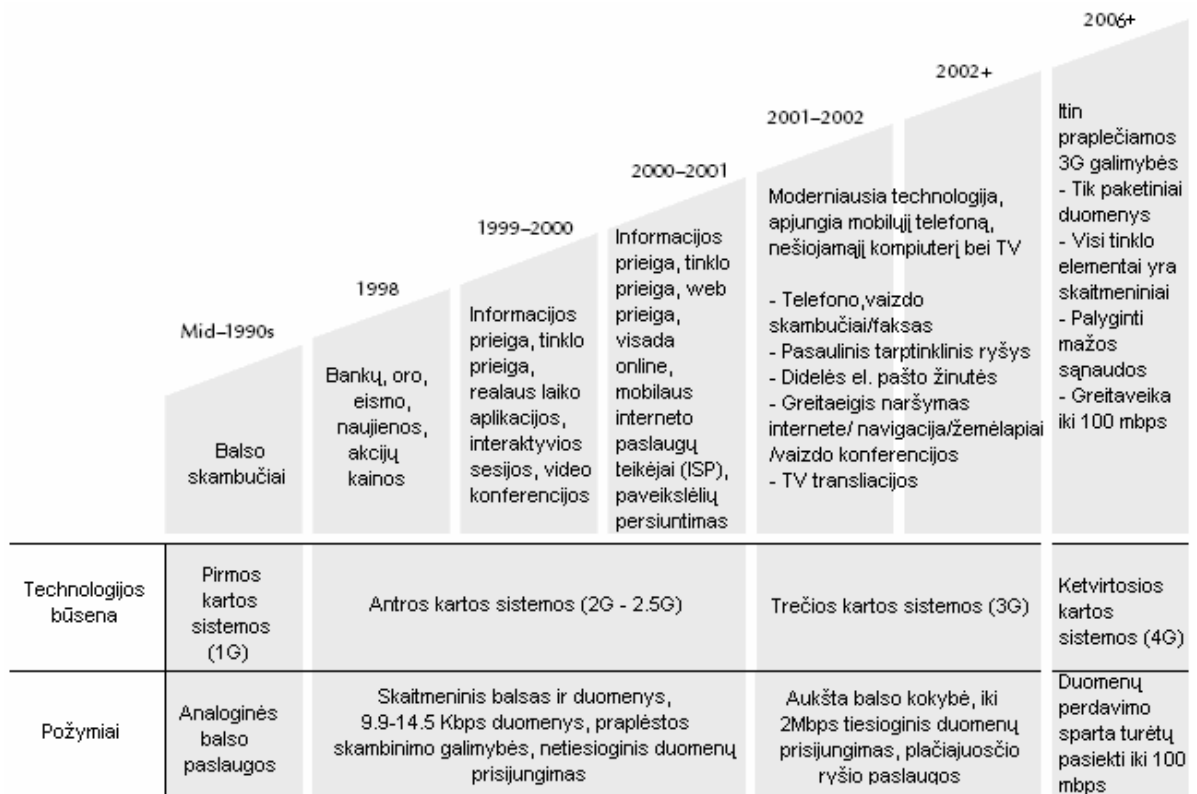 Mid–1990s
Balso
skambučiai
1998
Bankų, oro,
eismo,
naujienos,
akcijų
kainos
1999–2000
Informacijos
prieiga, tinklo
prieiga,
realaus laiko
aplikacijos,
interaktyvios
sesijos, video
konferencijos
2000–2001
Informacijos
prieiga, tinklo
prieiga, web
prieiga,
visada
online,
mobilaus
interneto
paslaugų
teikėjai (ISP),
paveikslėlių
persiuntimas
2001–2002
2002+
Moderniausia technologija,
apjungia mobilųjį telefoną,
nešiojamąjį kompiuterį bei TV
- Telefono,vaizdo
skambučiai/faksas
- Pasaulinis tarptinklinis ryšys
- Didelės el. pašto žinutės
- Greitaeigis naršymas
internete/ navigacija/žemėlapiai
/vaizdo konferencijos
- TV transliacijos
2006+
Itin
praplečiamos
3G galimybės
- Tik paketiniai
duomenys
- Visi tinklo
elementai yra
skaitmeniniai
- Palyginti
mažos
sąnaudos
- Greitaveika
iki 100 mbps
Technologijos
būsena
Pirmos
kartos
sistemos
(1G)
Antros kartos sistemos (2G - 2.5G)
Trečios kartos sistemos (3G)
Ketvirtosios
kartos
sistemos (4G)
Požymiai
Analoginės
balso
paslaugos
Skaitmeninis balsas ir duomenys,
9.9-14.5 Kbps duomenys, praplėstos
skambinimo galimybės, netiesioginis duomenų
prisijungimas
Aukšta balso kokybė, iki
2Mbps tiesioginis duomenų
prisijungimas, plačiajuosčio
ryšio paslaugos
Duomenų
perdavimo
sparta turėtų
pasiekti iki 100
mbps